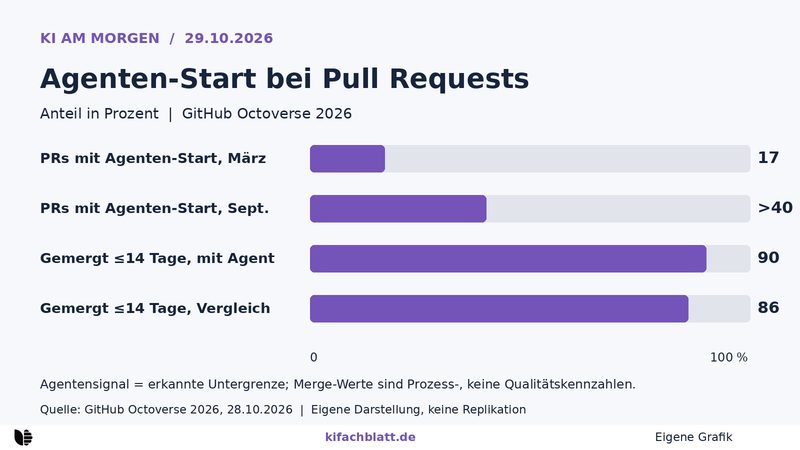 KI AM MORGEN / 29.10.2026
Agenten-Start bei Pull Requests
Anteil in Prozent | GitHub Octoverse 2026
PRs mit Agenten-Start, März 17
PRs mit Agenten-Start, Sept. >40
Gemergt ≤14 Tage, mit Agent 90
Gemergt ≤14 Tage, Vergleich 86
0 100 %
Agentensignal = erkannte Untergrenze; Merge-Werte sind Prozess-, keine Qualitätskennzahlen.
Quelle: GitHub Octoverse 2026, 28.10.2026 | Eigene Darstellung, keine Replikation
kifachblatt.de Eigene Grafik